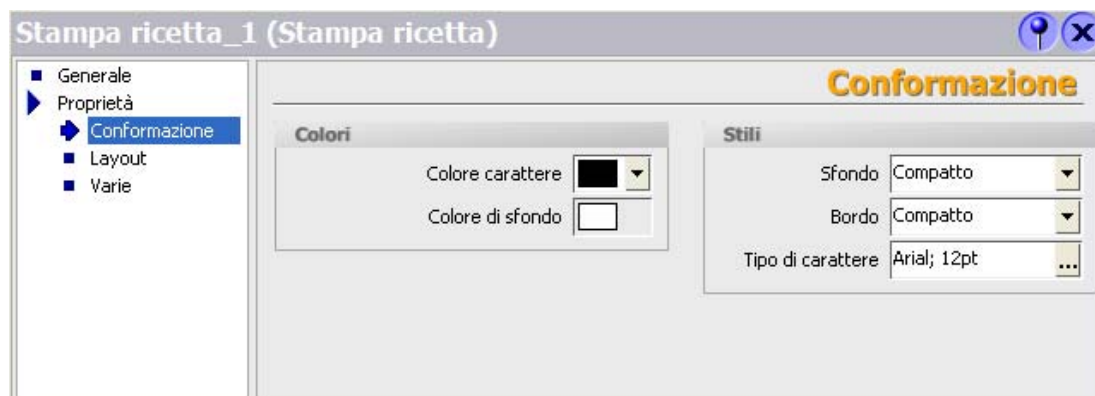 Stampa ricetta_1 (Stampa ricetta)
Generale
Proprietà
Conformazione
Layout
Varie
Conformazione
Colori
Colore carattere
Colore di sfondo
Stili
Sfondo Compatto
Bordo Compatto
Tipo di carattere Arial; 12pt ...